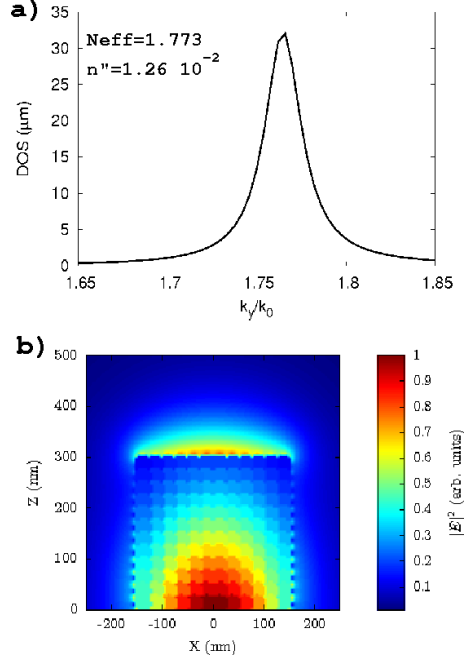 a)
35
30
25
20
15
10
5
0
DOS (µm)
Neff=1.773
n"=1.26 10⁻²
1.65 1.7 1.75 1.8 1.85
k_y/k_0
b)
500
400
300
200
100
0
Z (nm)
-200 -100 0 100 200
X (nm)
1
0.9
0.8
0.7
0.6
0.5
0.4
0.3
0.2
0.1
|E|² (arb. units)